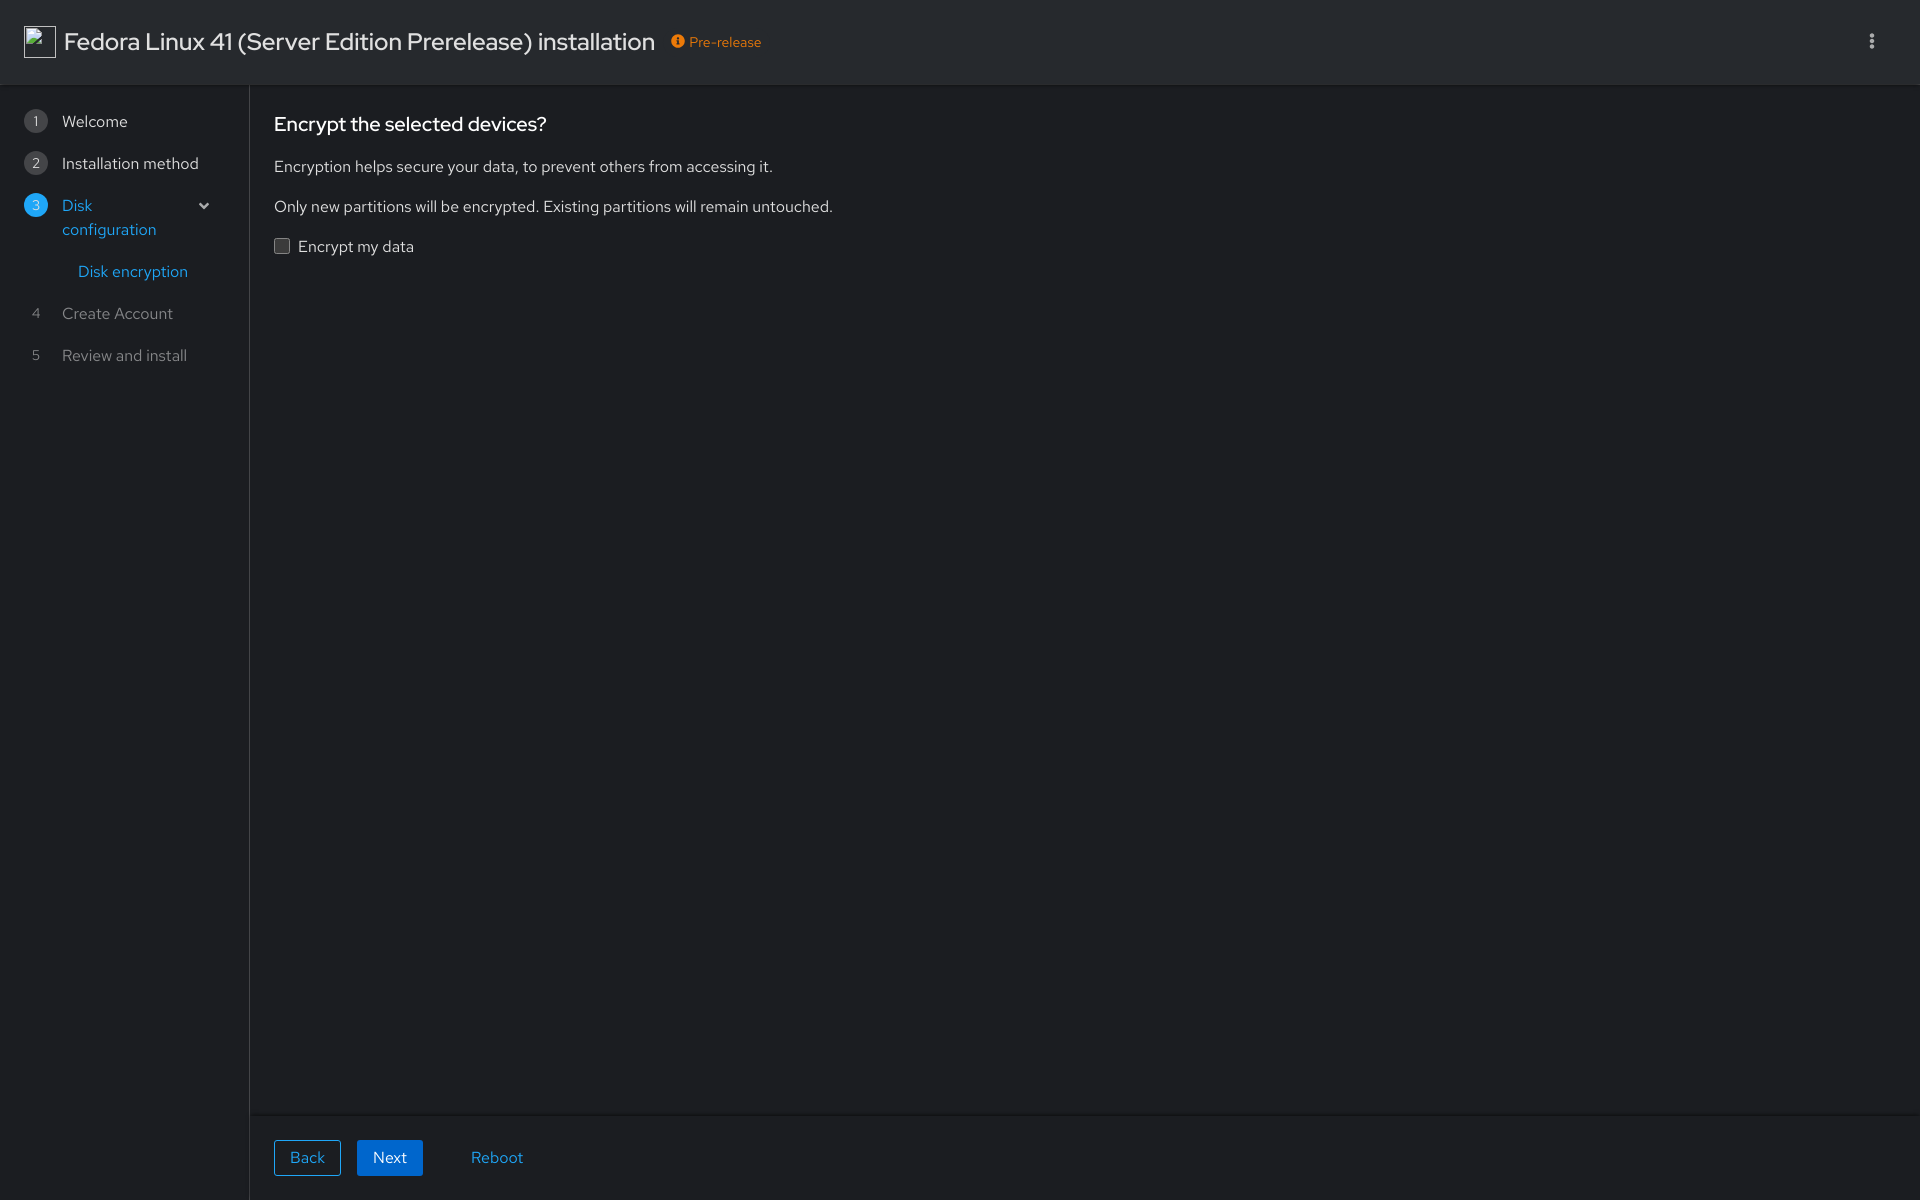 Fedora Linux 41 (Server Edition Prerelease) installation
Pre-release
1 Welcome
2 Installation method
3 Disk
configuration
Disk encryption
4 Create Account
5 Review and install
Encrypt the selected devices?
Encryption helps secure your data, to prevent others from accessing it.
Only new partitions will be encrypted. Existing partitions will remain untouched.
Encrypt my data
Back Next Reboot